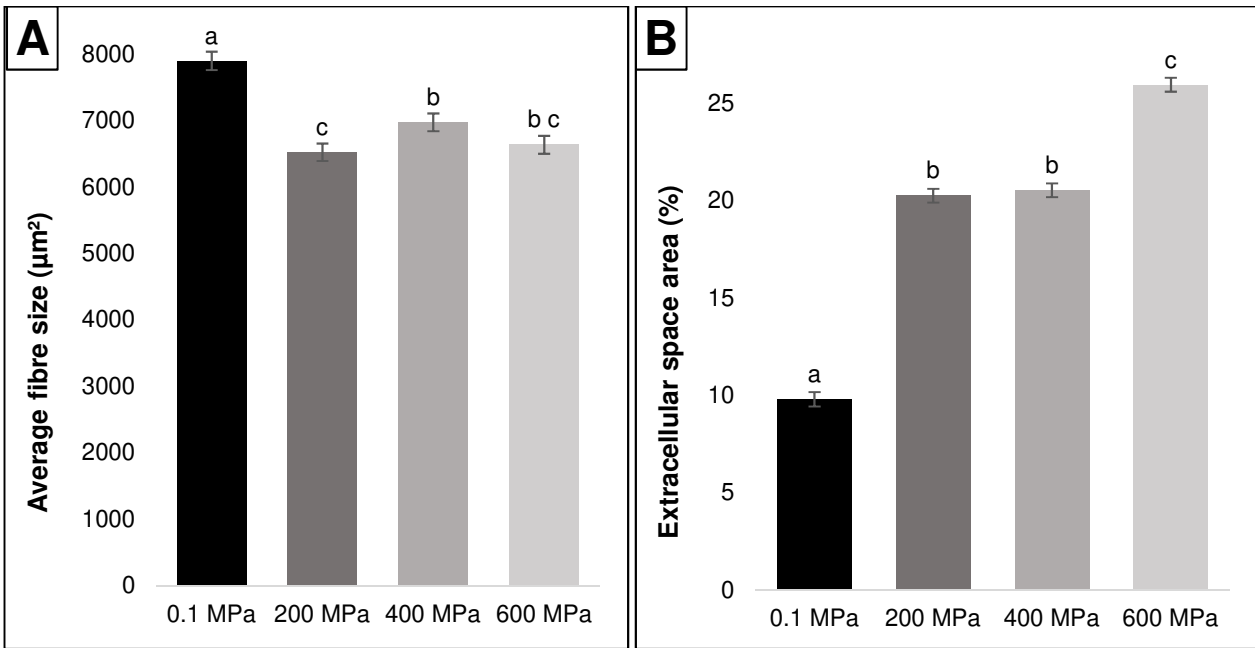 A
Average fibre size (µm²)
8000
7000
6000
5000
4000
3000
2000
1000
0
a
c
b
b c
0.1 MPa 200 MPa 400 MPa 600 MPa
B
Extracellular space area (%)
25
20
15
10
5
0
a
b
b
c
0.1 MPa 200 MPa 400 MPa 600 MPa